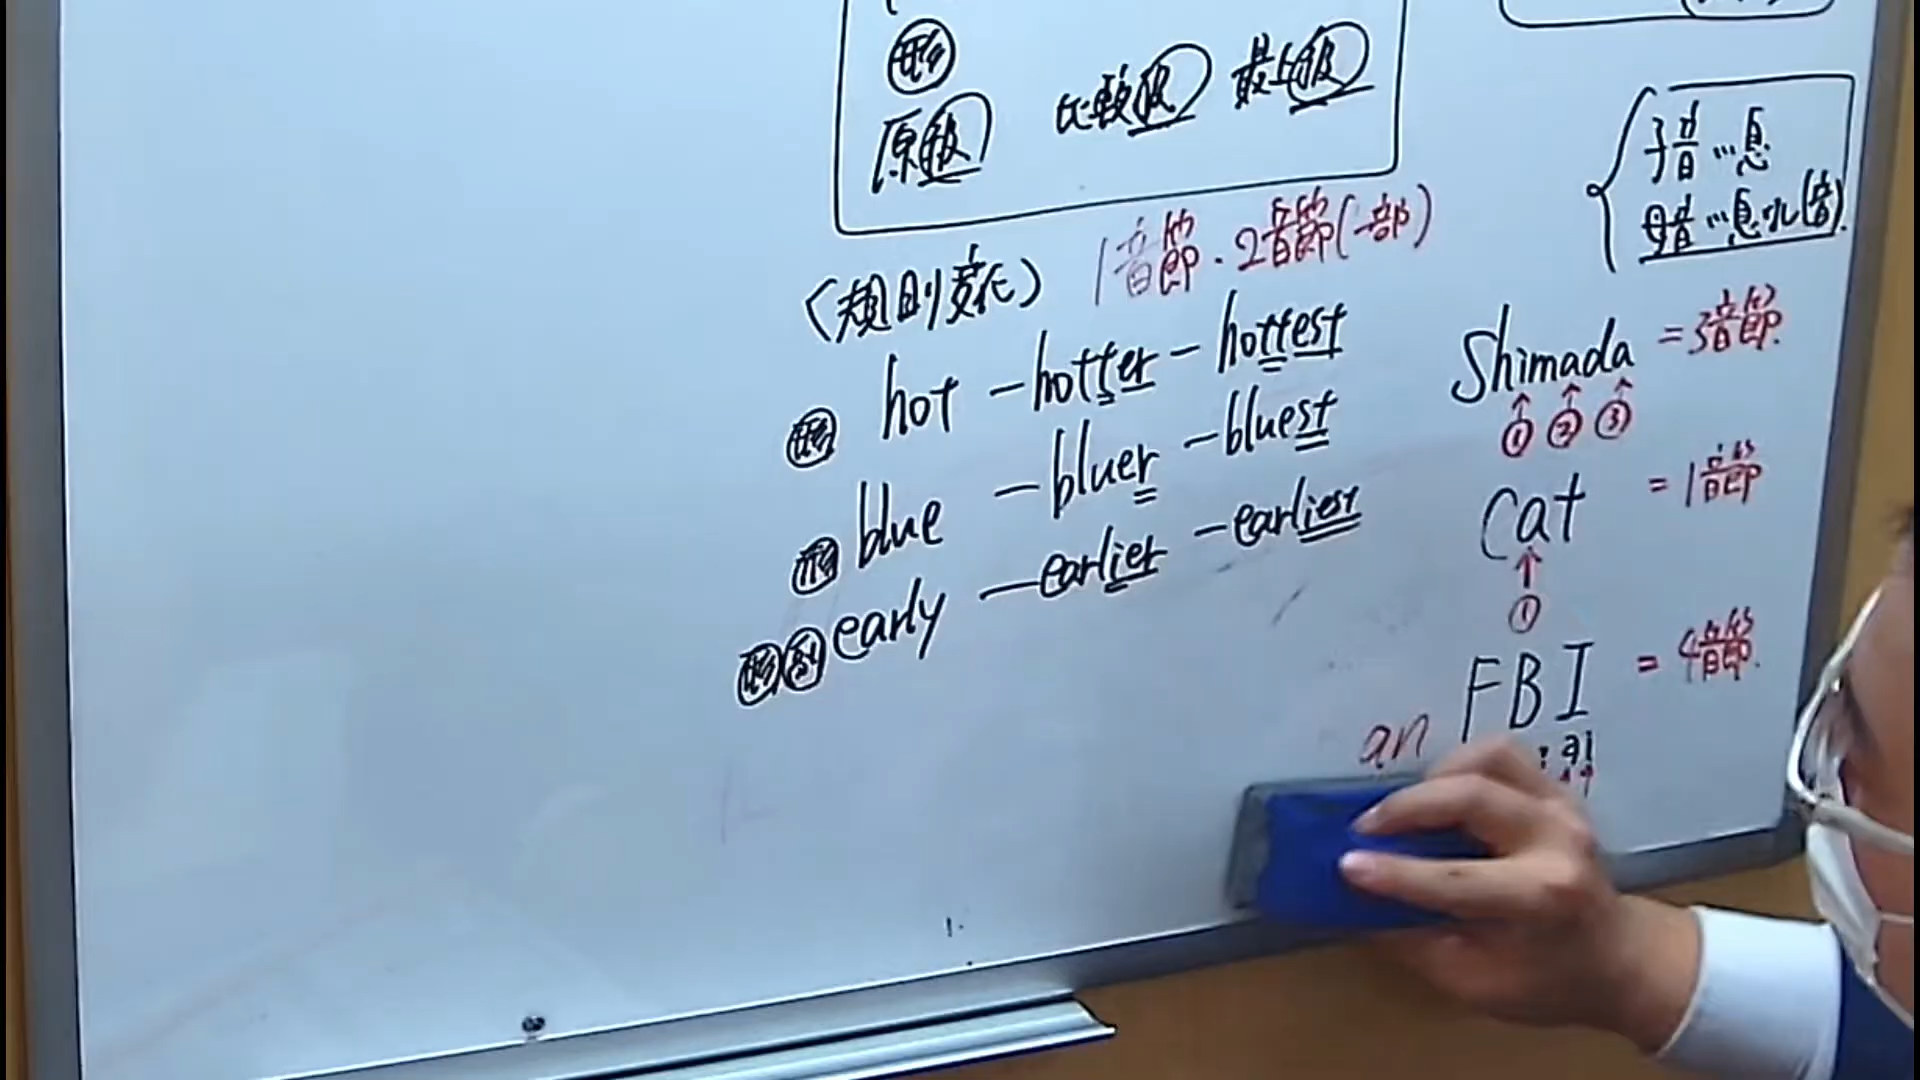 形
原級 比較級 最上級
〈規則変化〉 1音節・2音節(一部)
形 hot − hotter − hottest
形 blue − bluer − bluest
形 副 early − earlier − earliest
子音…息
母音…息+ル(音)
Shimada = 3音節.
① ② ③
Cat = 1音節
①
an FBI = 4音節.
ai